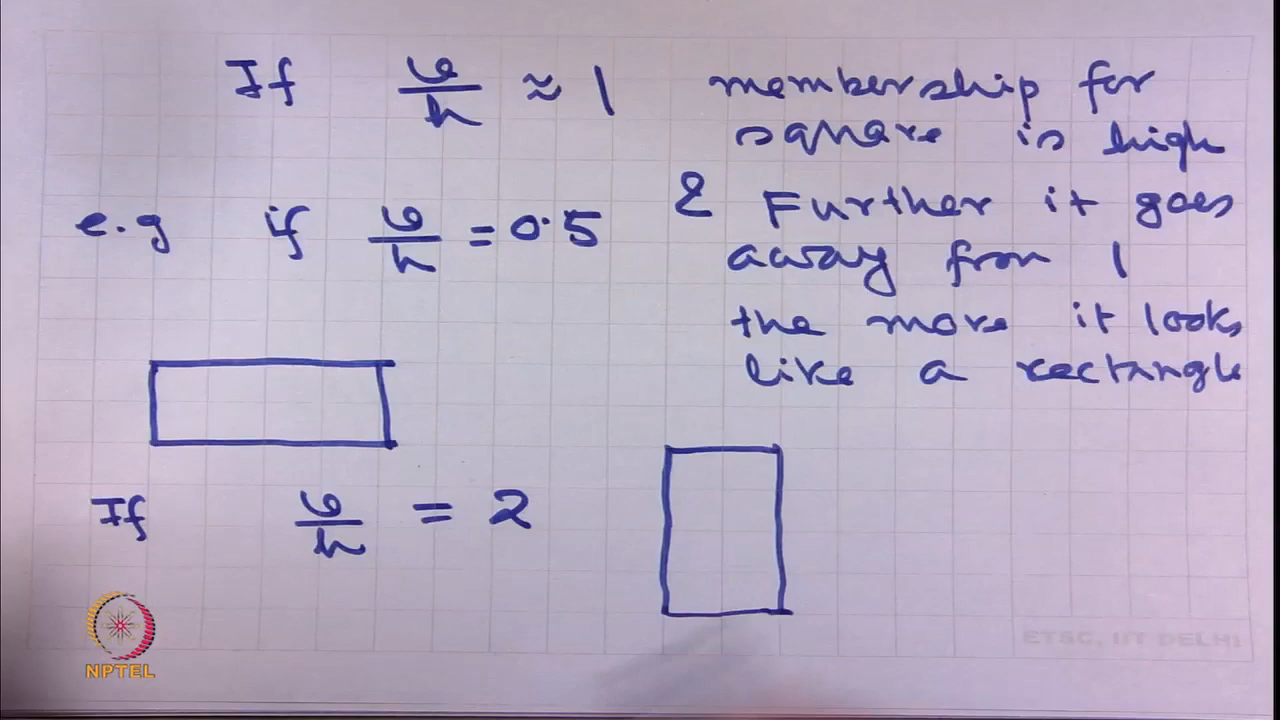 If v/h ≈ 1 membership for
square is high
e.g if v/h = 0.5 & Further it goes
away from 1
the more it looks
like a rectangle
If v/h = 2
ETSC, IIT DELHI
NPTEL